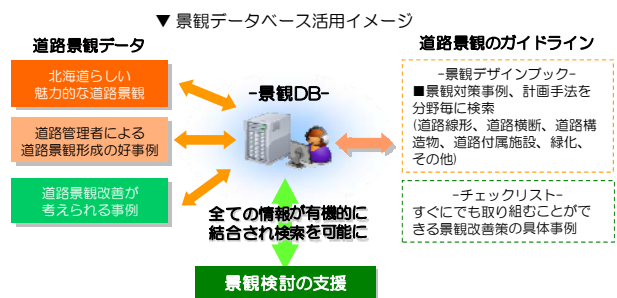 ▼ 景観データベース活用イメージ
道路景観データ
北海道らしい
魅力的な道路景観
道路管理者による
道路景観形成の好事例
道路景観改善が
考えられる事例
-景観DB-
全ての情報が有機的に
結合され検索を可能に
景観検討の支援
道路景観のガイドライン
-景観デザインブック-
■景観対策事例、計画手法を
分野毎に検索
(道路線形、道路横断、道路構
造物、道路付属施設、緑化、
その他)
-チェックリスト-
すぐにでも取り組むことがで
きる景観改善策の具体事例